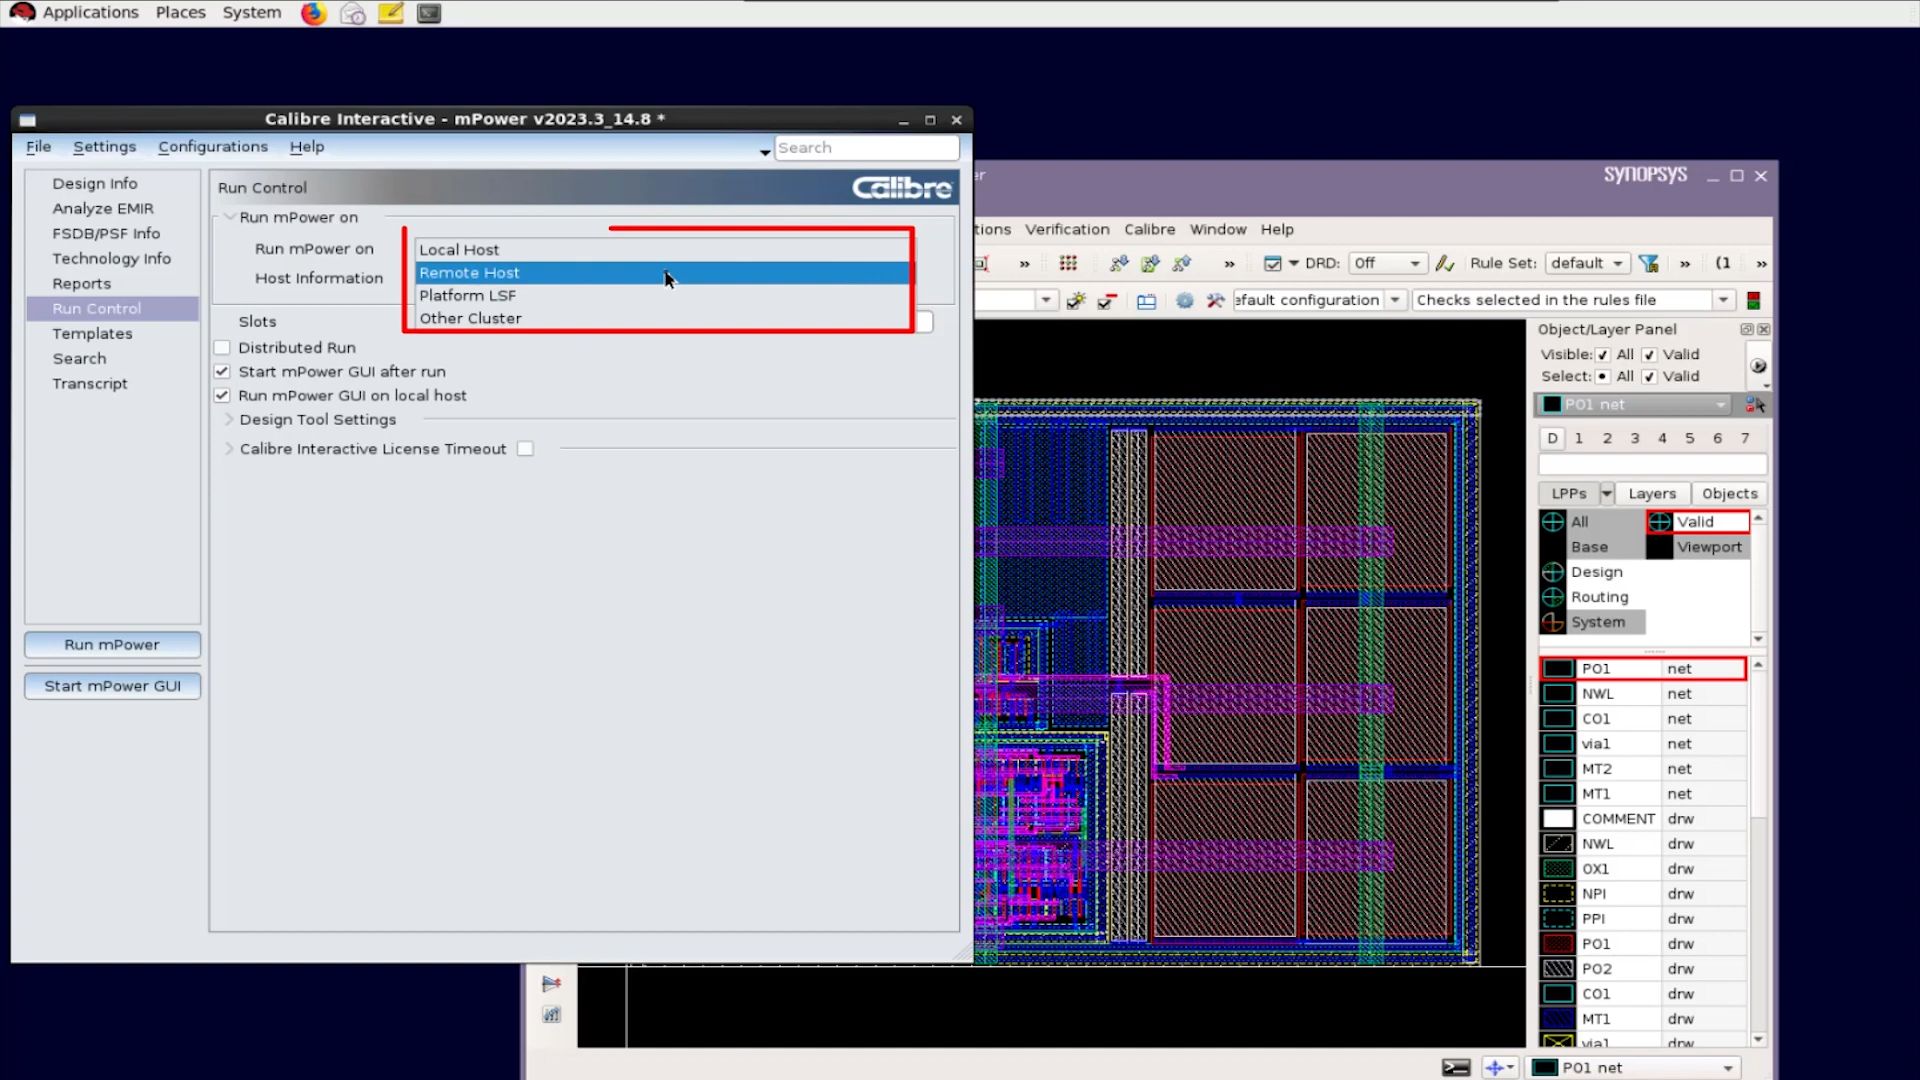 Applications Places System
Calibre Interactive - mPower v2023.3_14.8 *
File Settings Configurations Help
Search
Design Info
Analyze EMIR
FSDB/PSF Info
Technology Info
Reports
Run Control
Templates
Search
Transcript
Run mPower
Start mPower GUI
Run Control
Calibre
Run mPower on
Run mPower on
Host Information
Local Host
Remote Host
Platform LSF
Other Cluster
Slots
Distributed Run
Start mPower GUI after run
Run mPower GUI on local host
Design Tool Settings
Calibre Interactive License Timeout
SYNOPSYS
Verification Calibre Window Help
» » DRD: Off Rule Set: default » (1 »
configuration Checks selected in the rules file
Object/Layer Panel
Visible: All Valid
Select: All Valid
PO1 net
D 1 2 3 4 5 6 7
LPPs Layers Objects
All Valid
Base Viewport
Design
Routing
System
PO1 net
NWL net
CO1 net
via1 net
MT2 net
MT1 net
COMMENT drw
NWL drw
OX1 drw
NPI drw
PPI drw
PO1 drw
PO2 drw
CO1 drw
MT1 drw
via1 drw
PO1 net